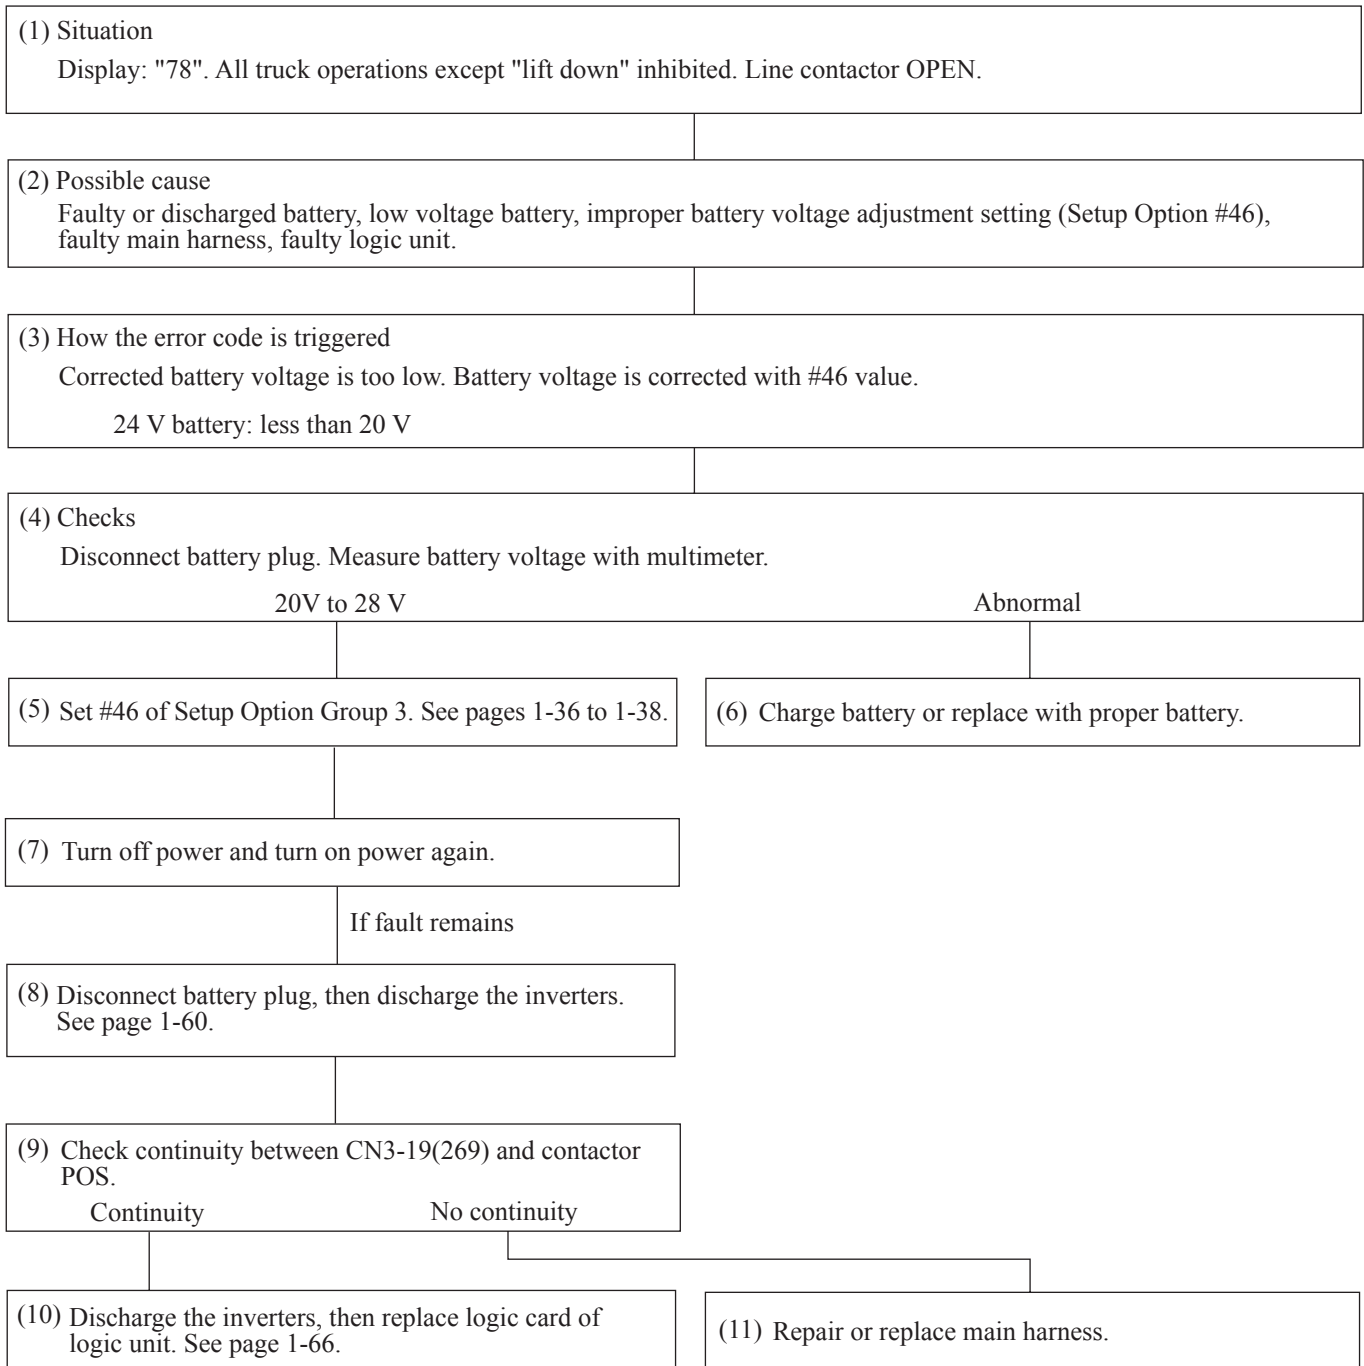 (1) Situation
Display: "78". All truck operations except "lift down" inhibited. Line contactor OPEN.
(2) Possible cause
Faulty or discharged battery, low voltage battery, improper battery voltage adjustment setting (Setup Option #46),
faulty main harness, faulty logic unit.
(3) How the error code is triggered
Corrected battery voltage is too low. Battery voltage is corrected with #46 value.
24 V battery: less than 20 V
(4) Checks
Disconnect battery plug. Measure battery voltage with multimeter.
20V to 28 V
Abnormal
(5) Set #46 of Setup Option Group 3. See pages 1-36 to 1-38.
(6) Charge battery or replace with proper battery.
(7) Turn off power and turn on power again.
If fault remains
(8) Disconnect battery plug, then discharge the inverters.
See page 1-60.
(9) Check continuity between CN3-19(269) and contactor
POS.
Continuity
No continuity
(10) Discharge the inverters, then replace logic card of
logic unit. See page 1-66.
(11) Repair or replace main harness.